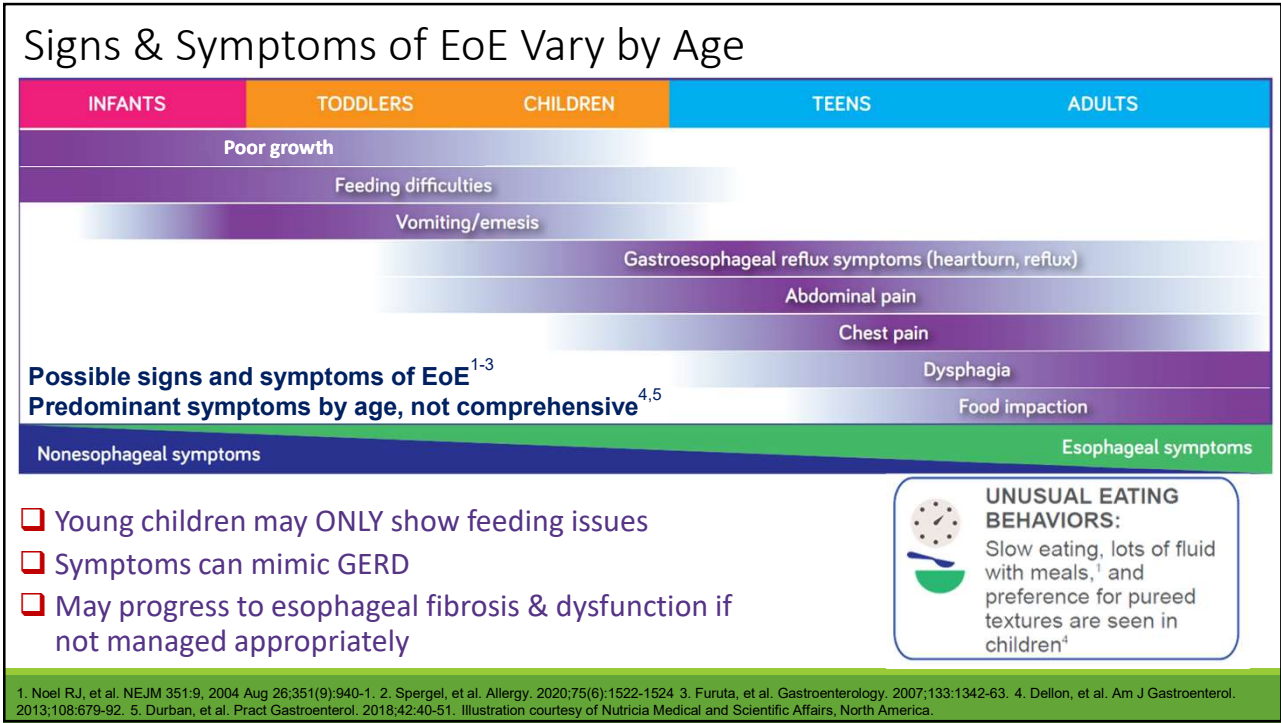 Signs & Symptoms of EoE Vary by Age
INFANTS TODDLERS CHILDREN TEENS ADULTS
Poor growth
Feeding difficulties
Vomiting/emesis
Gastroesophageal reflux symptoms (heartburn, reflux)
Abdominal pain
Chest pain
Dysphagia
Food impaction
Possible signs and symptoms of EoE1-3
Predominant symptoms by age, not comprehensive4,5
Nonesophageal symptoms
Esophageal symptoms
Young children may ONLY show feeding issues
Symptoms can mimic GERD
May progress to esophageal fibrosis & dysfunction if
not managed appropriately
UNUSUAL EATING
BEHAVIORS:
Slow eating, lots of fluid
with meals,1 and
preference for pureed
textures are seen in
children4
1. Noel RJ, et al. NEJM 351:9, 2004 Aug 26;351(9):940-1. 2. Spergel, et al. Allergy. 2020;75(6):1522-1524 3. Furuta, et al. Gastroenterology. 2007;133:1342-63. 4. Dellon, et al. Am J Gastroenterol.
2013;108:679-92. 5. Durban, et al. Pract Gastroenterol. 2018;42:40-51. Illustration courtesy of Nutricia Medical and Scientific Affairs, North America.